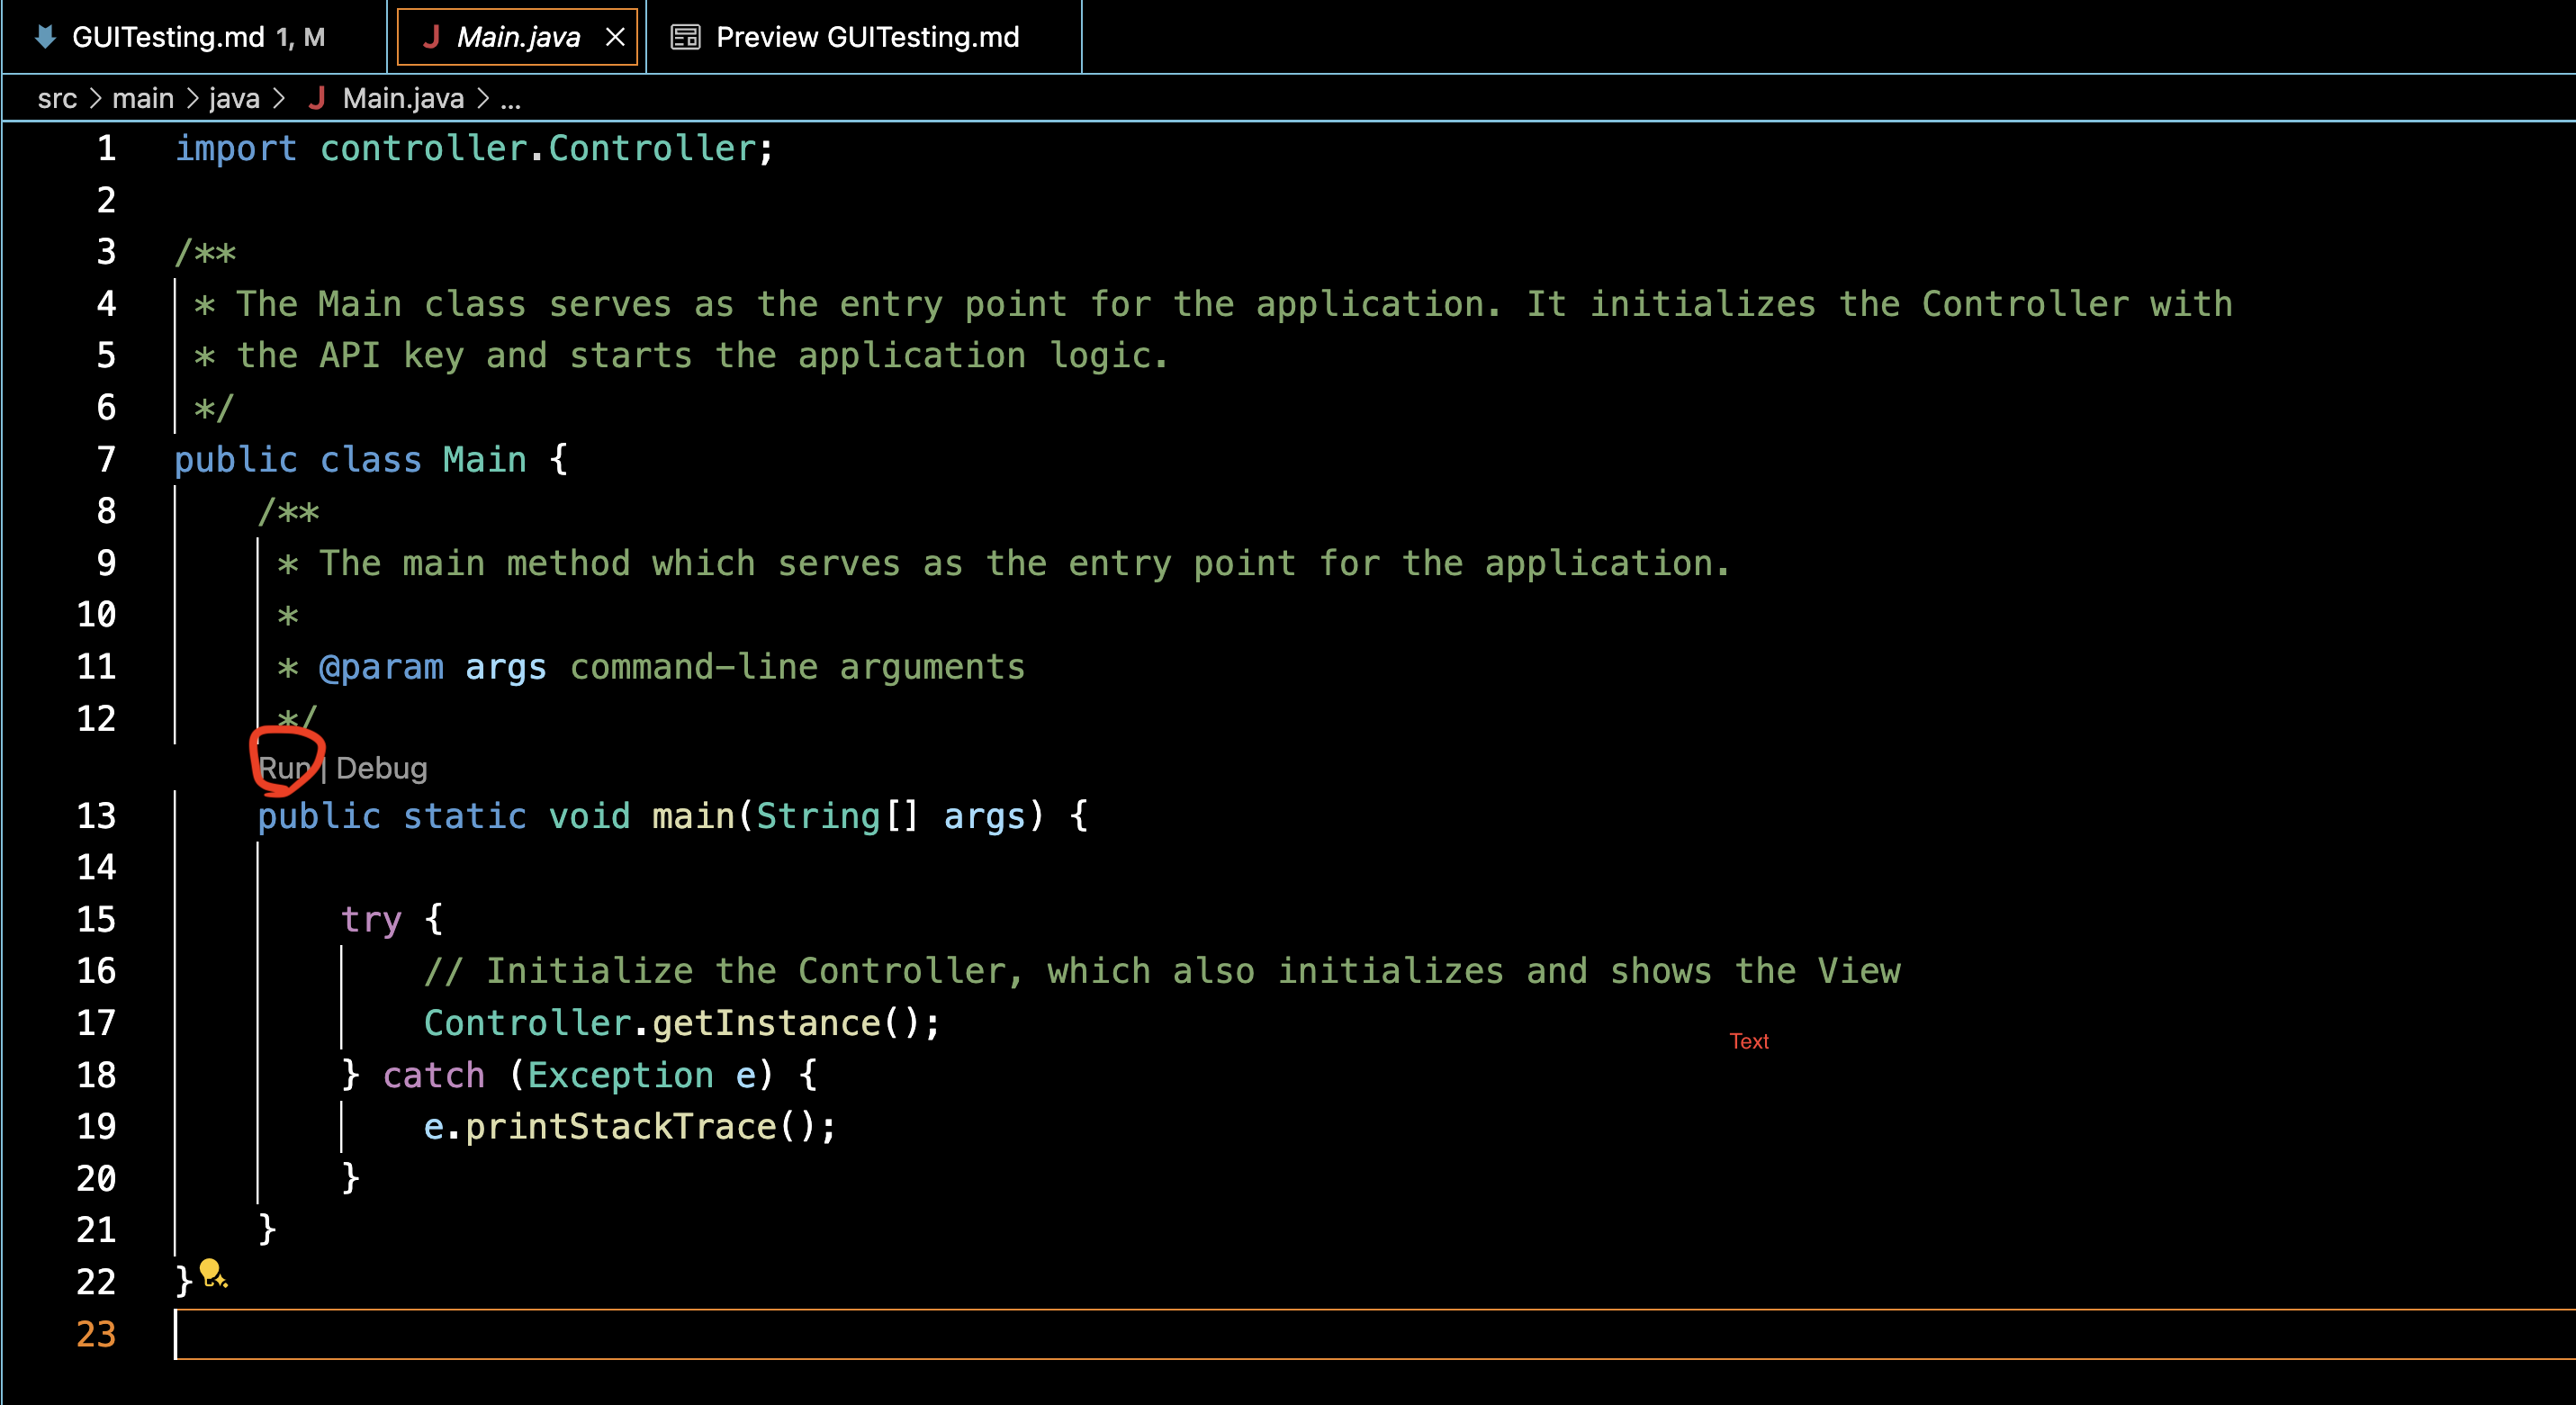 GUITesting.md 1, M Main.java Preview GUITesting.md
src > main > java > J Main.java > ...
1 import controller.Controller;
2
3 /**
4 * The Main class serves as the entry point for the application. It initializes the Controller with
5 * the API key and starts the application logic.
6 */
7 public class Main {
8 /**
9 * The main method which serves as the entry point for the application.
10 *
11 * @param args command-line arguments
12 */
Run | Debug
13 public static void main(String[] args) {
14
15 try {
16 // Initialize the Controller, which also initializes and shows the View
17 Controller.getInstance();
Text
18 } catch (Exception e) {
19 e.printStackTrace();
20 }
21 }
22 }
23